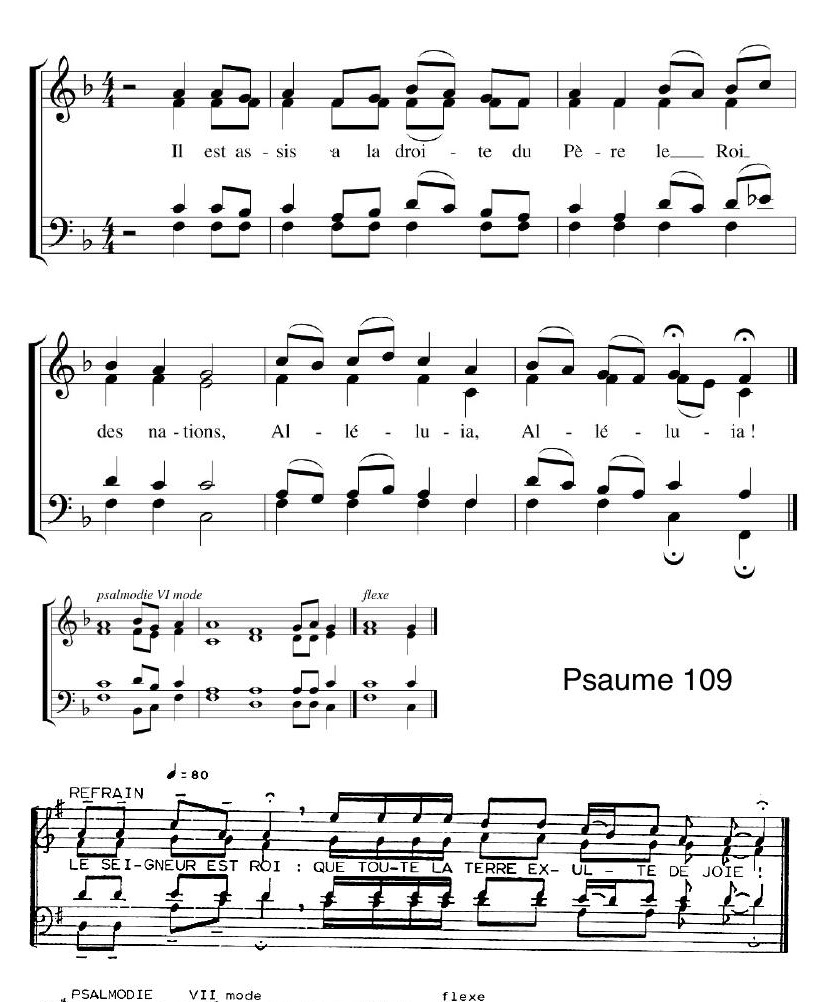 Il est as - sis a la droi - te du Pè - re le Roi
des na - tions, Al - lé - lu - ia, Al - lé - lu - ia !
psalmodie VI mode flexe
Psaume 109
= 80
REFRAIN
LE SEI-GNEUR EST ROI : QUE TOU-TE LA TERRE EX- UL - TE DE JOIE !
PSALMODIE VII mode flexe